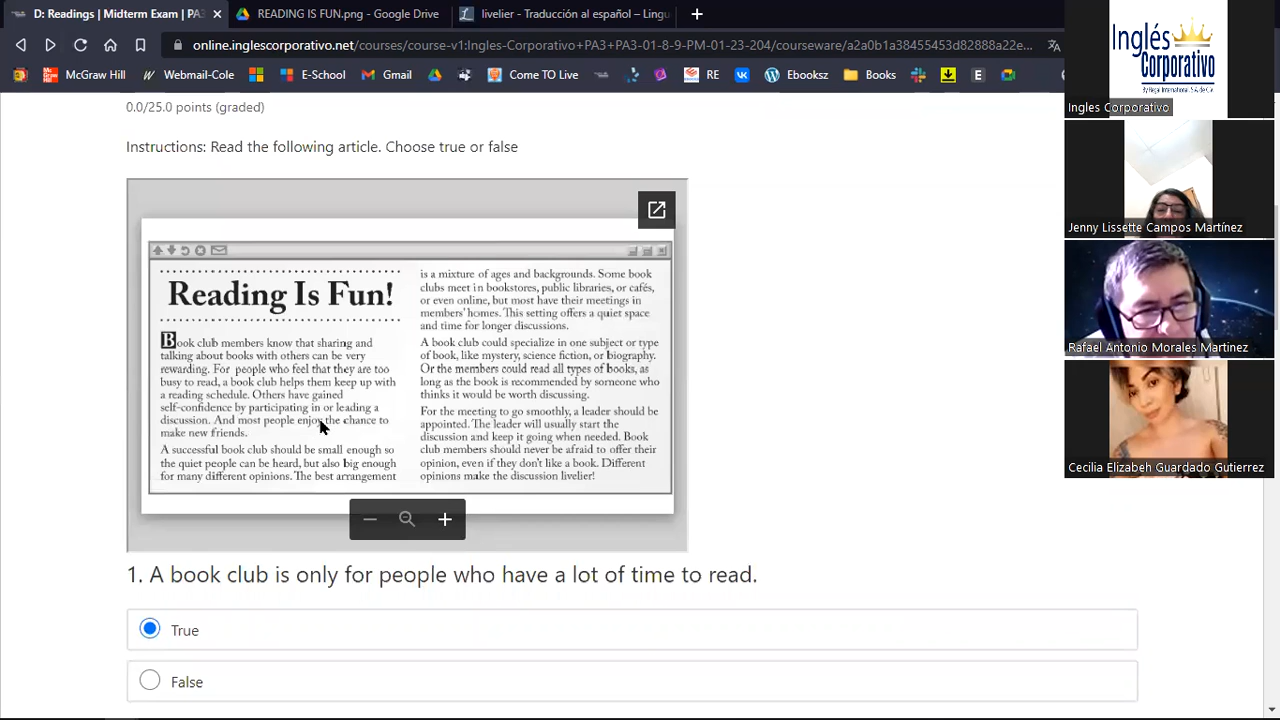 D: Readings | Midterm Exam | PA3
READING IS FUN.png - Google Drive
livelier - Traducción al español – Lingu
online.inglescorporativo.net/courses/course-v1:Ingles-Corporativo+PA3+PA3-01-8-9-PM-01-23-204/courseware/a2a0b1a38455453d82888a22e...
McGraw Hill
Webmail-Cole
E-School
Gmail
Come TO Live
RE
Ebooksz
Books
E
0.0/25.0 points (graded)
Instructions: Read the following article. Choose true or false
Reading Is Fun!
Book club members know that sharing and
talking about books with others can be very
rewarding. For people who feel that they are too
busy to read, a book club helps them keep up with
a reading schedule. Others have gained
self-confidence by participating in or leading a
discussion. And most people enjoy the chance to
make new friends.
A successful book club should be small enough so
the quiet people can be heard, but also big enough
for many different opinions. The best arrangement
is a mixture of ages and backgrounds. Some book
clubs meet in bookstores, public libraries, or cafés,
or even online, but most have their meetings in
members' homes. This setting offers a quiet space
and time for longer discussions.
A book club could specialize in one subject or type
of book, like mystery, science fiction, or biography.
Or the members could read all types of books, as
long as the book is recommended by someone who
thinks it would be worth discussing.
For the meeting to go smoothly, a leader should be
appointed. The leader will usually start the
discussion and keep it going when needed. Book
club members should never be afraid to offer their
opinion, even if they don't like a book. Different
opinions make the discussion livelier!
1. A book club is only for people who have a lot of time to read.
True
False
Inglés
Corporativo
By Regal International, S.A. de C.V.
Ingles Corporativo
Jenny Lissette Campos Martínez
Rafael Antonio Morales Martinez
Cecilia Elizabeh Guardado Gutierrez